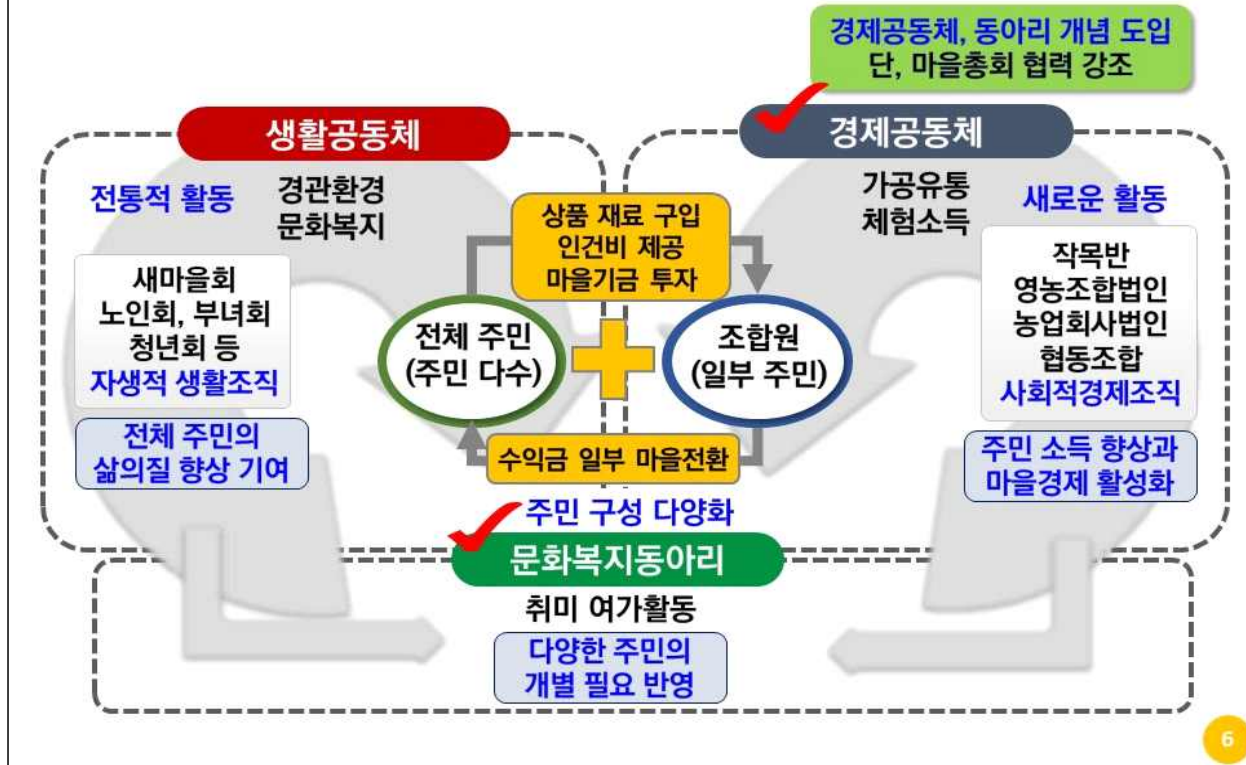 경제공동체, 동아리 개념 도입
단, 마을총회 협력 강조
생활공동체
전통적 활동
경관환경
문화복지
새마을회
노인회, 부녀회
청년회 등
자생적 생활조직
전체 주민의
삶의질 향상 기여
상품 재료 구입
인건비 제공
마을기금 투자
전체 주민
(주민 다수)
조합원
(일부 주민)
수익금 일부 마을전환
경제공동체
가공유통
체험소득
새로운 활동
작목반
영농조합법인
농업회사법인
협동조합
사회적경제조직
주민 소득 향상과
마을경제 활성화
주민 구성 다양화
문화복지동아리
취미 여가활동
다양한 주민의
개별 필요 반영
6